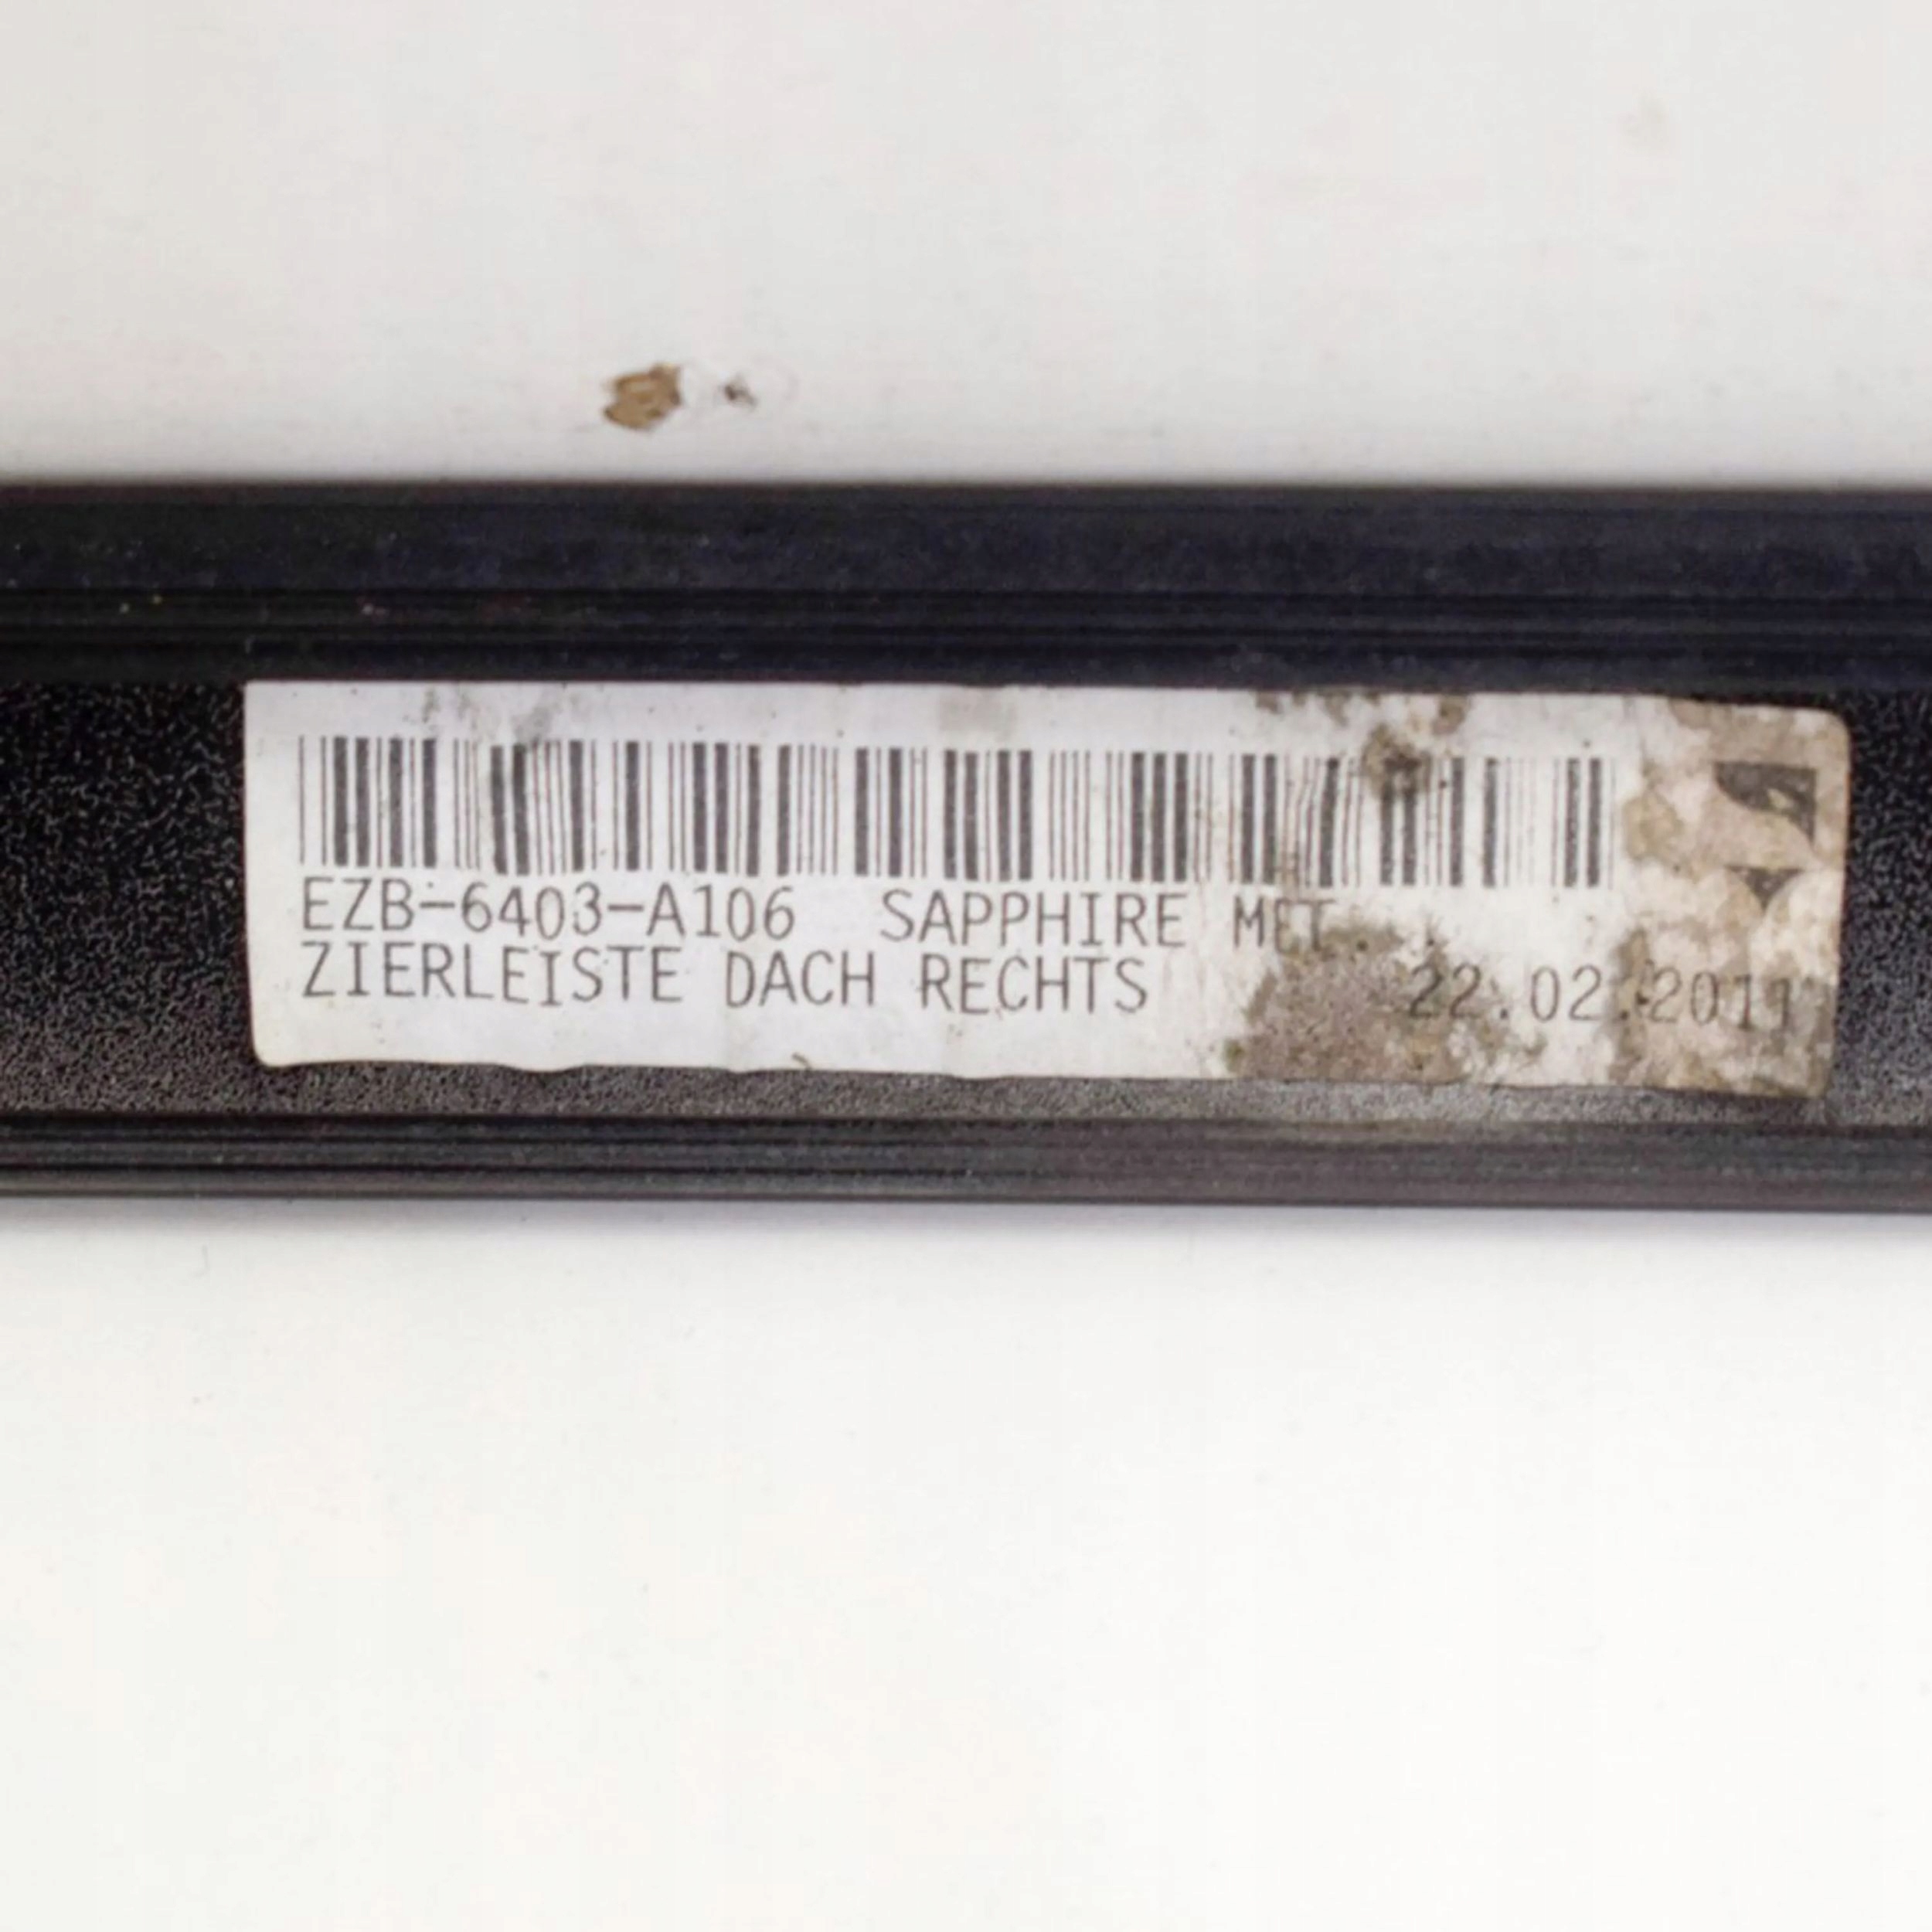 EZB-6403-A106 SAPPHIRE MET.
ZIERLEISTE DACH RECHTS 22.02.2011